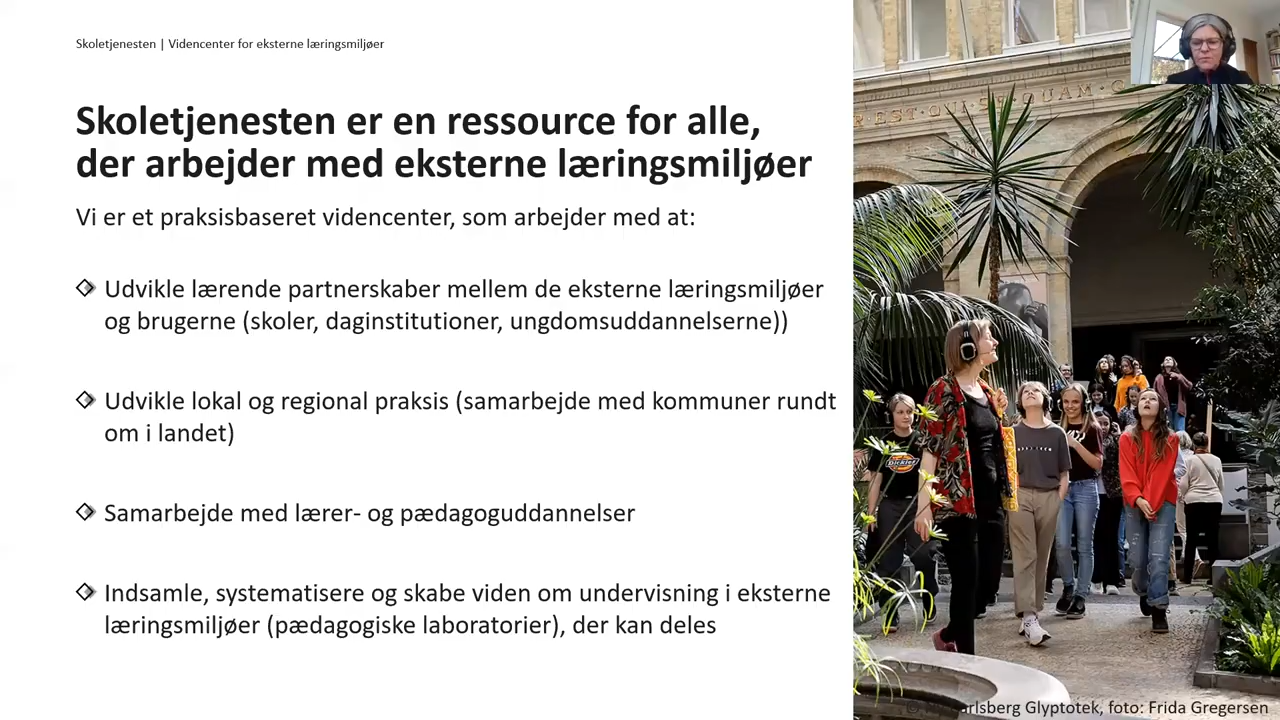 Skoletjenesten | Videncenter for eksterne læringsmiljøer
Skoletjenesten er en ressource for alle,
der arbejder med eksterne læringsmiljøer
Vi er et praksisbaseret videncenter, som arbejder med at:
Udvikle lærende partnerskaber mellem de eksterne læringsmiljøer
og brugerne (skoler, daginstitutioner, ungdomsuddannelserne))
Udvikle lokal og regional praksis (samarbejde med kommuner rundt
om i landet)
Samarbejde med lærer- og pædagoguddannelser
Indsamle, systematisere og skabe viden om undervisning i eksterne
læringsmiljøer (pædagogiske laboratorier), der kan deles
EST
QUAM
Dickies
Glyptotek, foto: Frida Gregersen